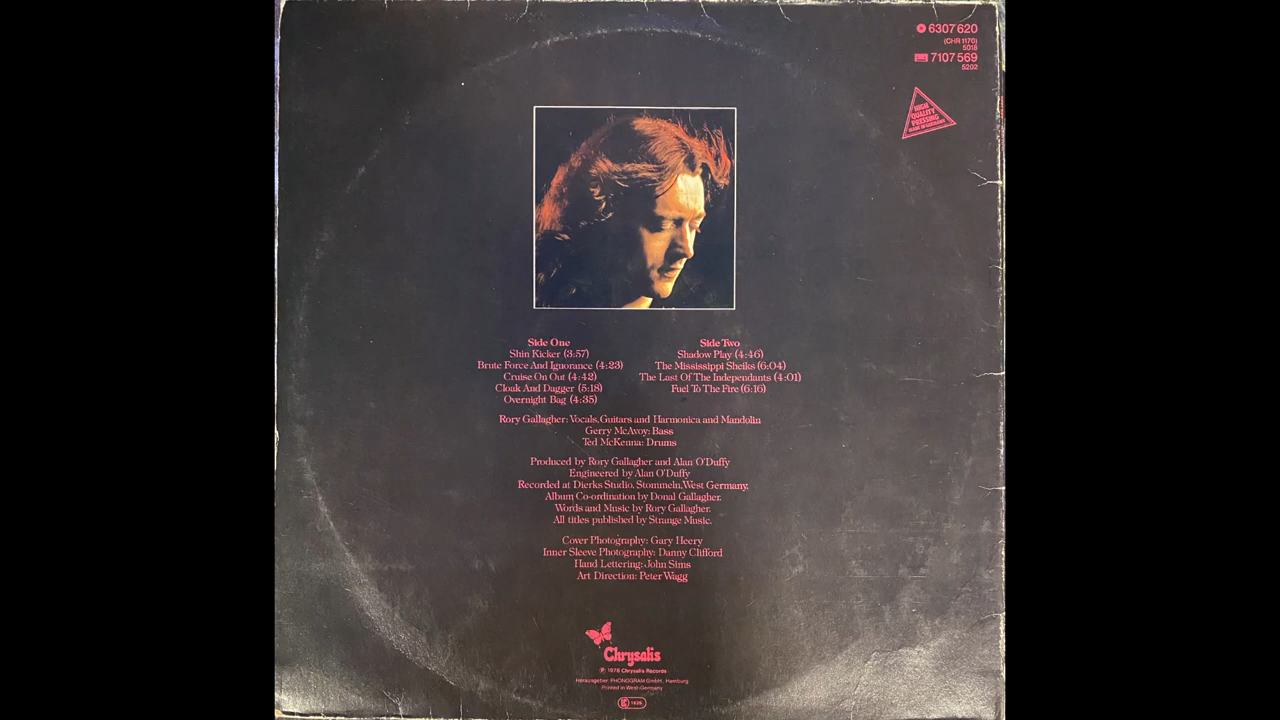 6307 620
(CHR 1170)
5018
7107 569
5202
HIGH
QUALITY
PRESSING
MADE IN GERMANY
Side One
Shin Kicker (3:57)
Brute Force And Ignorance (4:23)
Cruise On Out (4:42)
Cloak And Dagger (5:18)
Overnight Bag (4:35)
Side Two
Shadow Play (4:46)
The Mississippi Sheiks (6:04)
The Last Of The Independants (4:01)
Fuel To The Fire (6:16)
Rory Gallagher: Vocals, Guitars and Harmonica and Mandolin
Gerry McAvoy: Bass
Ted McKenna: Drums
Produced by Rory Gallagher and Alan O'Duffy
Engineered by Alan O'Duffy
Recorded at Dierks Studio, Stommeln, West Germany.
Album Co-ordination by Donal Gallagher.
Words and Music by Rory Gallagher.
All titles published by Strange Music.
Cover Photography: Gary Heery
Inner Sleeve Photography: Danny Clifford
Hand Lettering: John Sims
Art Direction: Peter Wagg
Chrysalis
℗ 1978 Chrysalis Records
Herausgeber: PHONOGRAM GmbH, Hamburg
Printed in West-Germany